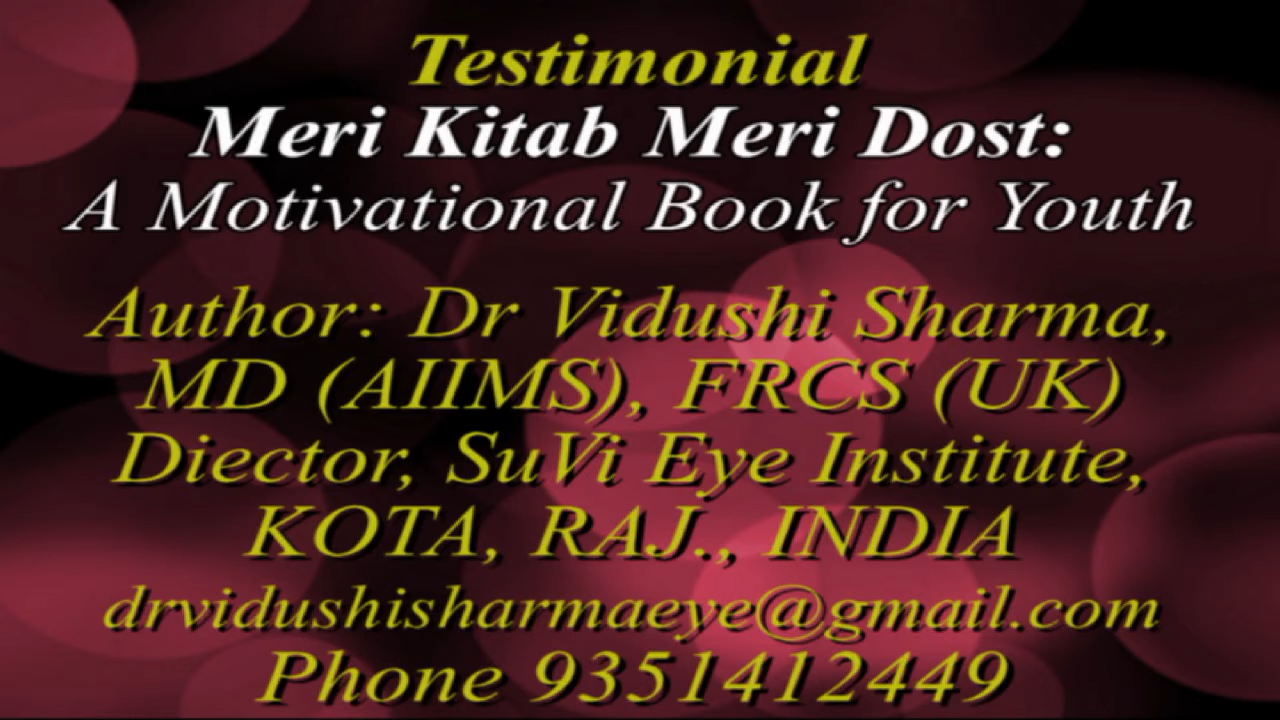 Testimonial
Meri Kitab Meri Dost:
A Motivational Book for Youth
Author: Dr Vidushi Sharma,
MD (AIIMS), FRCS (UK)
Diector, SuVi Eye Institute,
KOTA, RAJ., INDIA
drvidushisharmaeye@gmail.com
Phone 9351412449